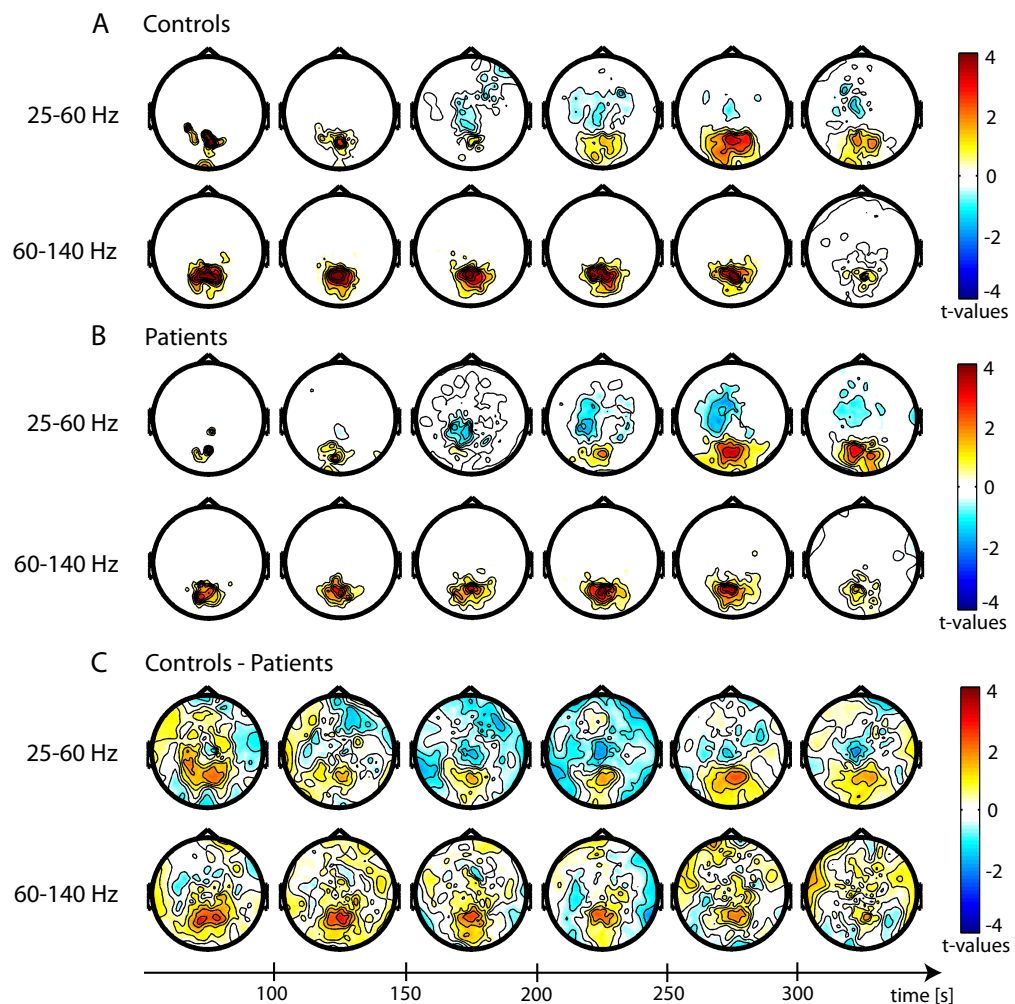 A Controls
25-60 Hz
60-140 Hz
4
2
0
-2
-4
t-values
B Patients
25-60 Hz
60-140 Hz
4
2
0
-2
-4
t-values
C Controls - Patients
25-60 Hz
60-140 Hz
4
2
0
-2
-4
t-values
100 150 200 250 300 time [s]